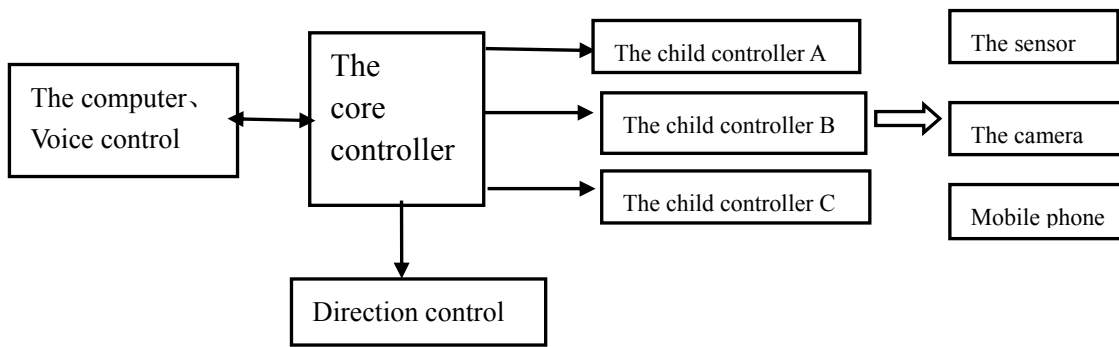 The computer、
Voice control
The
core
controller
The child controller A
The child controller B
The child controller C
The sensor
The camera
Mobile phone
Direction control